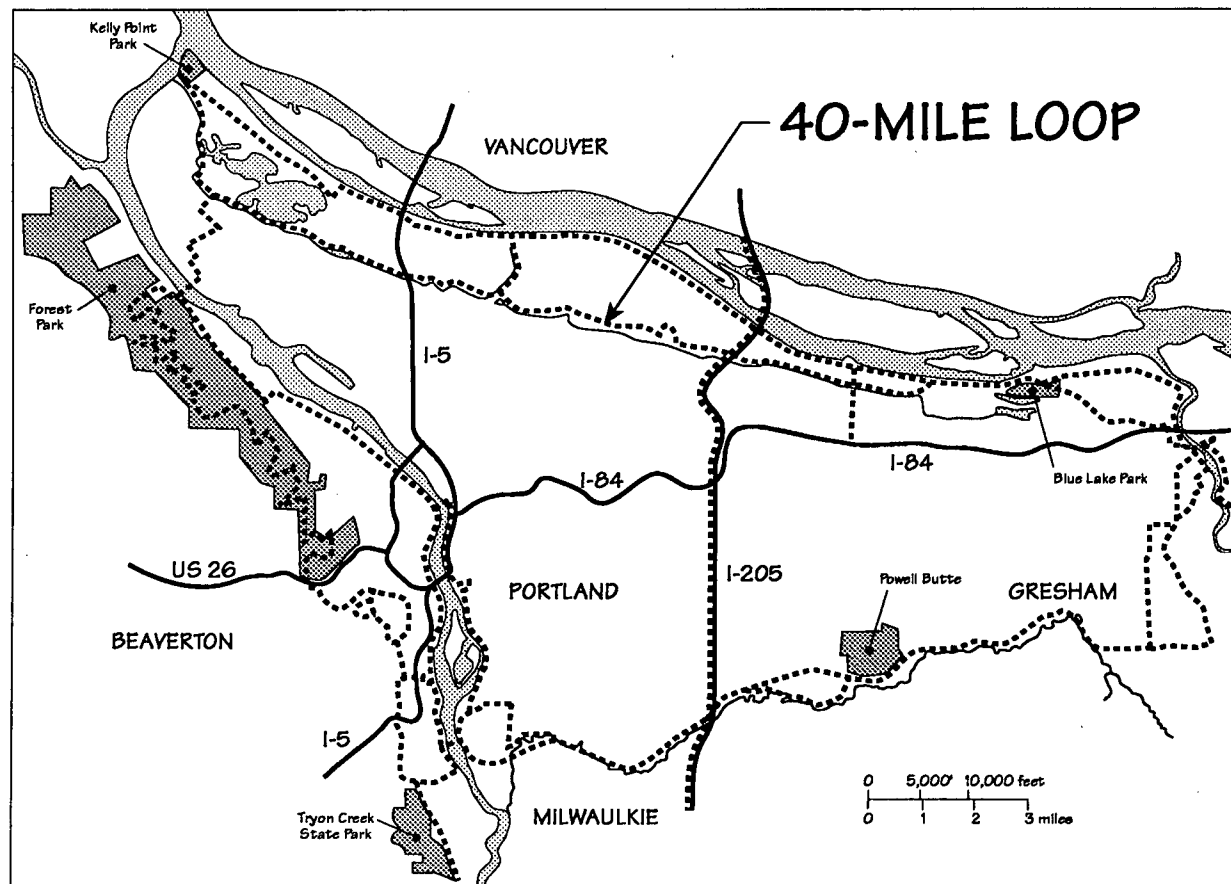 Kelly Point
Park
40-MILE LOOP
VANCOUVER
Forest
Park
I-5
I-84
I-84
Blue Lake Park
US 26
PORTLAND
I-205
Powell Butte
GRESHAM
BEAVERTON
I-5
0 5,000' 10,000 feet
0 1 2 3 miles
Tryon Creek
State Park
MILWAULKIE